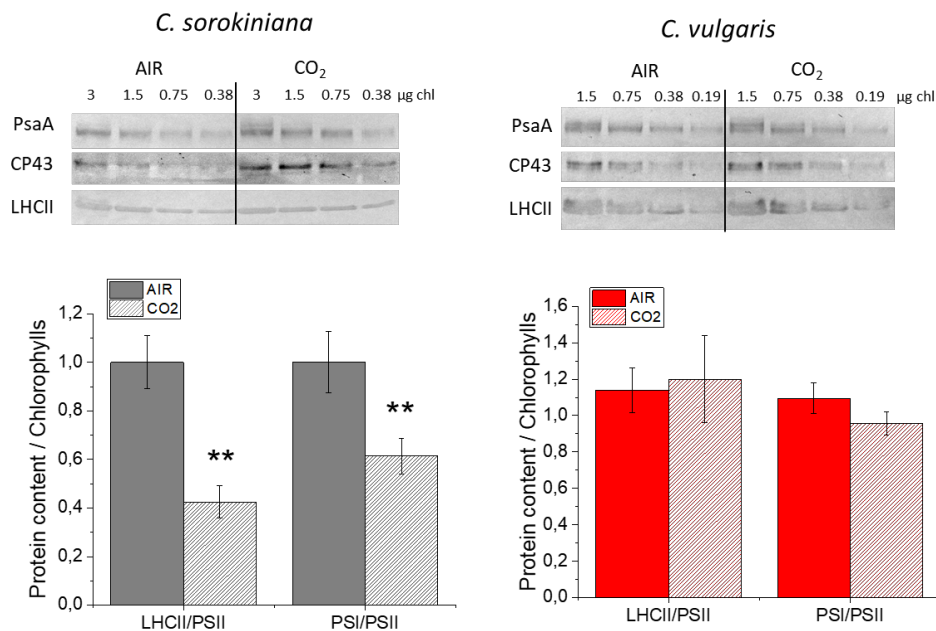 C. sorokiniana
AIR CO₂
3 1.5 0.75 0.38 3 1.5 0.75 0.38 µg chl
PsaA
CP43
LHCII
C. vulgaris
AIR CO₂
1.5 0.75 0.38 0.19 1.5 0.75 0.38 0.19 µg chl
PsaA
CP43
LHCII
AIR
CO2
Protein content / Chlorophylls
1,2
1,0
0,8
0,6
0,4
0,2
0,0
**
**
LHCII/PSII PSI/PSII
AIR
CO2
Protein content / Chlorophylls
1,6
1,4
1,2
1,0
0,8
0,6
0,4
0,2
0,0
LHCII/PSII PSI/PSII